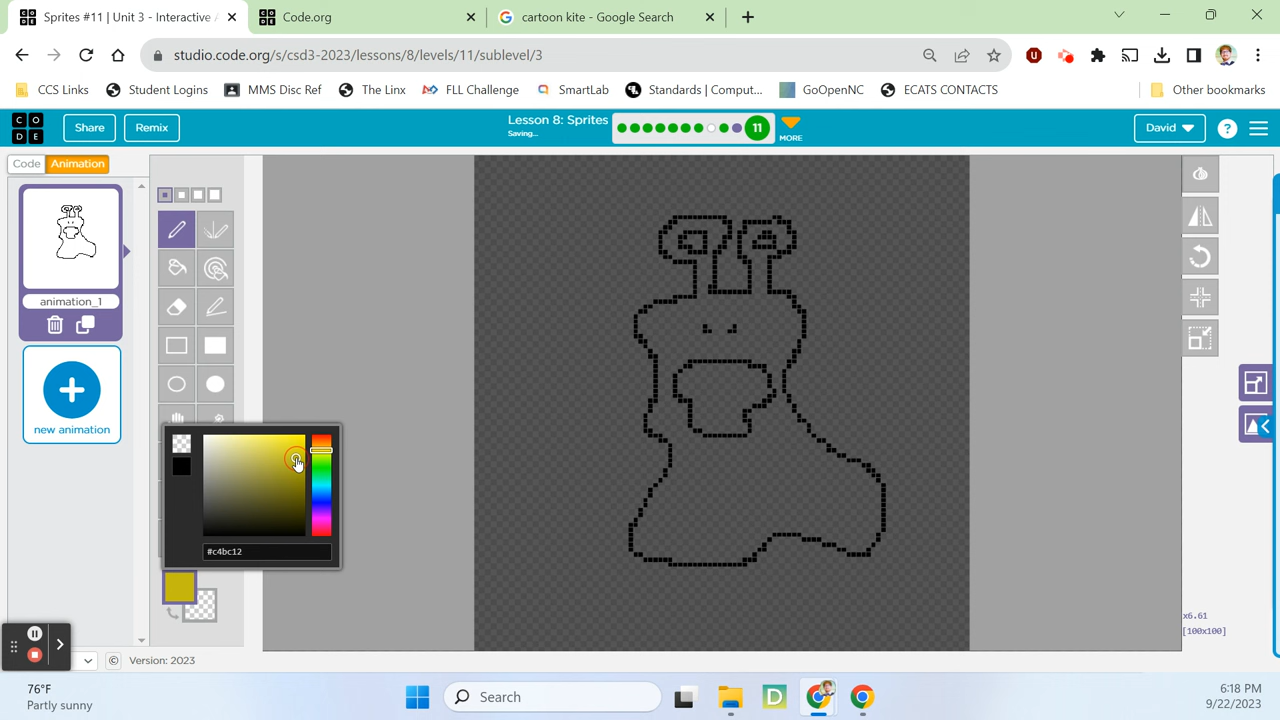 Sprites #11 | Unit 3 - Interactive A
Code.org
cartoon kite - Google Search
studio.code.org/s/csd3-2023/lessons/8/levels/11/sublevel/3
CCS Links
Student Logins
MMS Disc Ref
The Linx
FLL Challenge
SmartLab
Standards | Comput...
GoOpenNC
ECATS CONTACTS
Other bookmarks
C O
D E
Share
Remix
Lesson 8: Sprites
Saving...
11
MORE
David
Code
Animation
animation_1
new animation
#c4bc12
x6.61
[100x100]
© Version: 2023
76°F
Partly sunny
Search
6:18 PM
9/22/2023